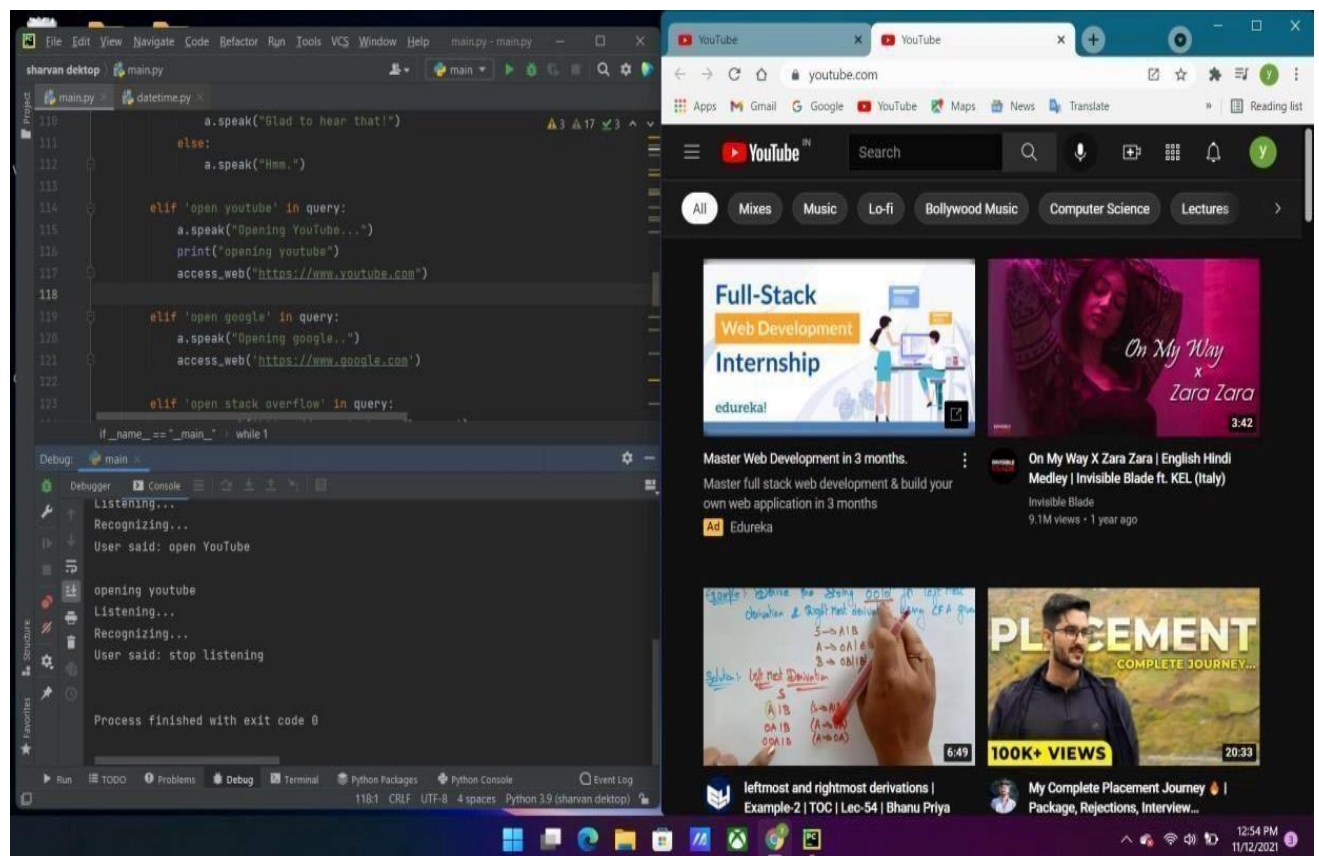 File Edit View Navigate Code Refactor Run Tools VCS Window Help main.py - main.py
sharvan dektop main.py main
main.py datetime.py
Project
110 a.speak("Glad to hear that!")
3 17 3
111 else:
112 a.speak("Hmm.")
113
114 elif 'open youtube' in query:
115 a.speak("Opening YouTube...")
116 print("opening youtube")
117 access_web("https://www.youtube.com")
118
119 elif 'open google' in query:
120 a.speak("Opening google..")
121 access_web('https://www.google.com')
122
123 elif 'open stack overflow' in query:
if __name__ == "_main_" while 1
Debug: main
Debugger Console
Listening...
Recognizing...
User said: open YouTube
opening youtube
Listening...
Recognizing...
User said: stop listening
Process finished with exit code 0
Structure
Favorites
Run TODO Problems Debug Terminal Python Packages Python Console Event Log
118:1 CRLF UTF-8 4 spaces Python 3.9 (sharvan dektop)
YouTube YouTube
youtube.com
y
Apps Gmail Google YouTube Maps News Translate Reading list
YouTube IN
Search
y
All Mixes Music Lo-fi Bollywood Music Computer Science Lectures
Full-Stack
Web Development
Internship
edureka!
On My Way
x
Zara Zara
3:42
Master Web Development in 3 months.
Master full stack web development & build your
own web application in 3 months
Ad Edureka
On My Way X Zara Zara | English Hindi
Medley | Invisible Blade ft. KEL (Italy)
Invisible Blade
9.1M views • 1 year ago
Solution: Left Most Derivation
S
6:49
PLACEMENT
COMPLETE JOURNEY...
100K+ VIEWS
20:33
leftmost and rightmost derivations |
Example-2 | TOC | Lec-54 | Bhanu Priya
My Complete Placement Journey 🔥 |
Package, Rejections, Interview...
12:54 PM
11/12/2021
3